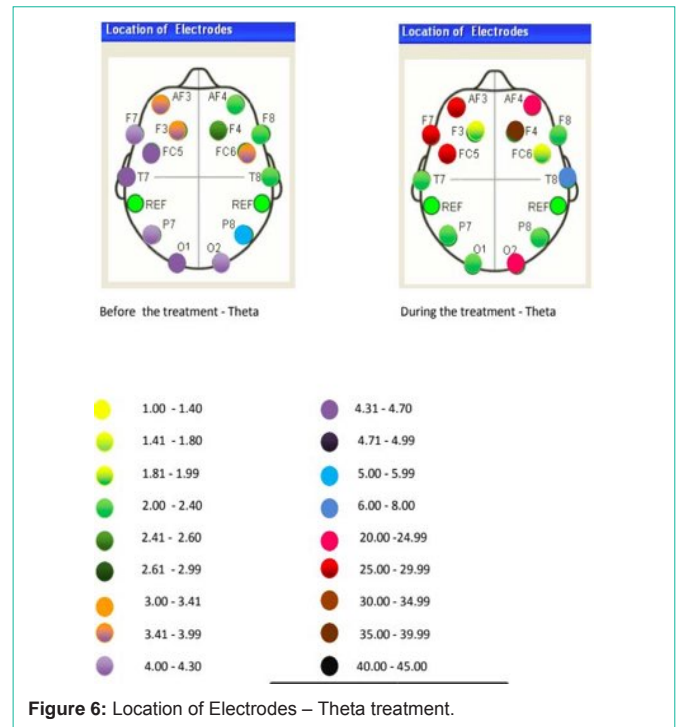 Location of Electrodes
AF3 AF4
F7 F8
F3 F4
FC5 FC6
T7 T8
REF REF
P7 P8
O1 O2
Before the treatment - Theta
Location of Electrodes
AF3 AF4
F7 F8
F3 F4
FC5 FC6
T7 T8
REF REF
P7 P8
O1 O2
During the treatment - Theta
1.00 - 1.40
1.41 - 1.80
1.81 - 1.99
2.00 - 2.40
2.41 - 2.60
2.61 - 2.99
3.00 - 3.41
3.41 - 3.99
4.00 - 4.30
4.31 - 4.70
4.71 - 4.99
5.00 - 5.99
6.00 - 8.00
20.00 -24.99
25.00 - 29.99
30.00 - 34.99
35.00 - 39.99
40.00 - 45.00
Figure 6: Location of Electrodes – Theta treatment.